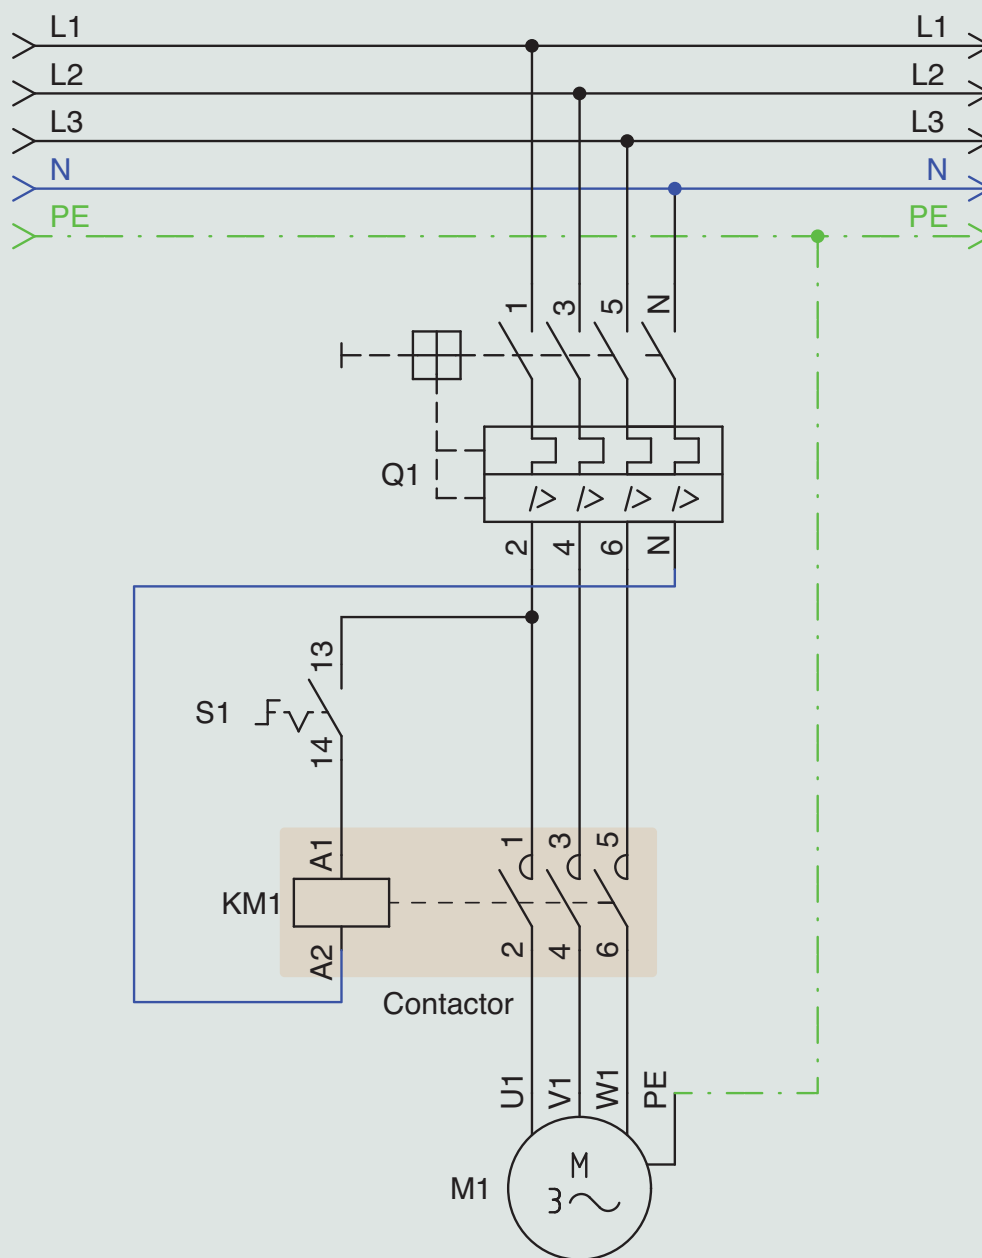 L1 L1
L2 L2
L3 L3
N N
PE PE
1 3 5 N
Q1
I> I> I> I>
2 4 6 N
13
S1
14
A1 1 3 5
KM1
A2 2 4 6
Contactor
U1 V1 W1 PE
M1
M
3~